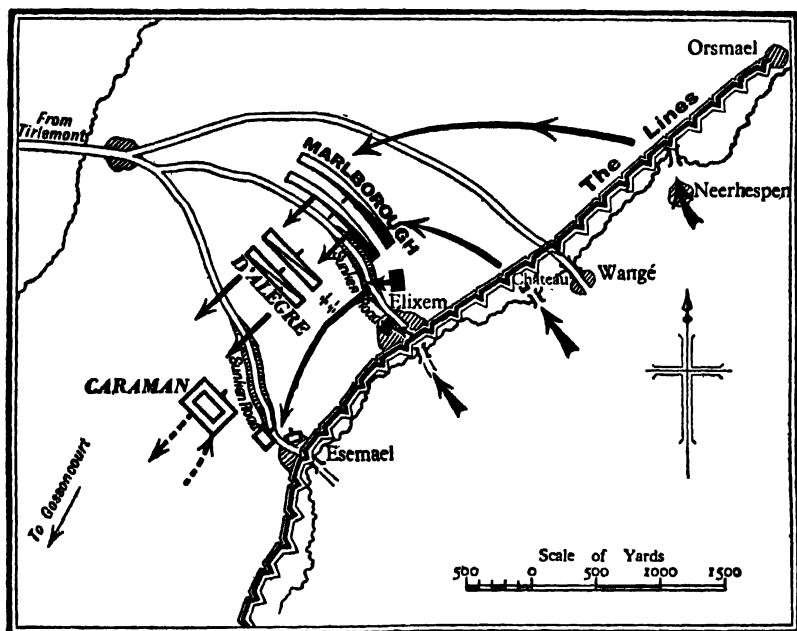 Orsmael
From
Tirlemont
The Lines
MARLBOROUGH
Neerhespen
Wangé
Château
D'ALEGRE
Sunken Road
Elixem
CARAMAN
Sunken Road
Esemael
To Gossoncourt
Scale of Yards
500 0 500 1000 1500